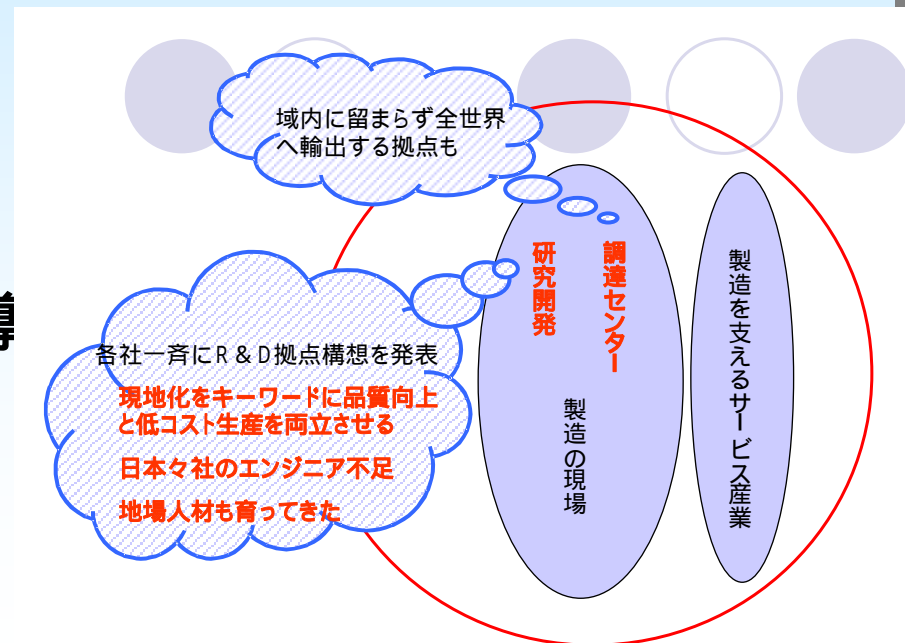 域内に留まらず全世界
へ輸出する拠点も
各社一斉にR＆D拠点構想を発表
現地化をキーワードに品質向上
と低コスト生産を両立させる
日本々社のエンジニア不足
地場人材も育ってきた
研究開発
調達センター
製造の現場
製造を支えるサービス産業